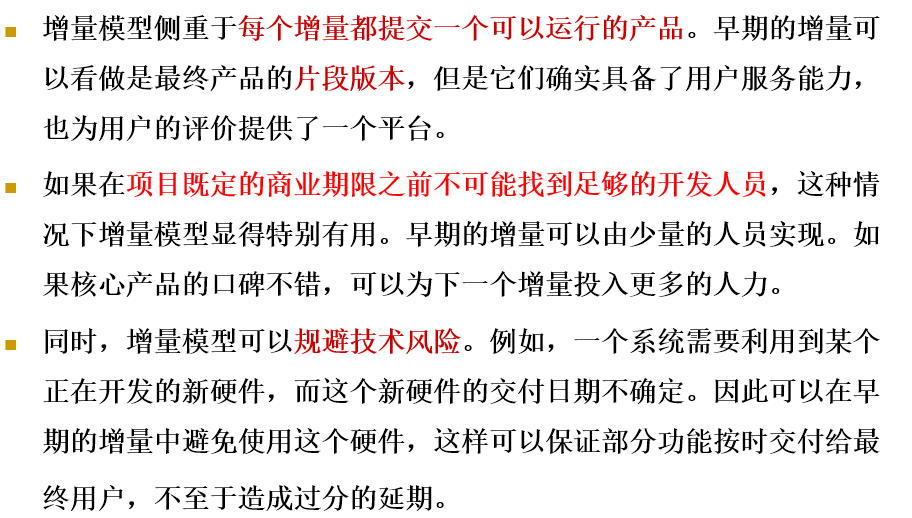 增量模型侧重于每个增量都提交一个可以运行的产品。早期的增量可
以看做是最终产品的片段版本，但是它们确实具备了用户服务能力，
也为用户的评价提供了一个平台。
如果在项目既定的商业期限之前不可能找到足够的开发人员，这种情
况下增量模型显得特别有用。早期的增量可以由少量的人员实现。如
果核心产品的口碑不错，可以为下一个增量投入更多的人力。
同时，增量模型可以规避技术风险。例如，一个系统需要利用到某个
正在开发的新硬件，而这个新硬件的交付日期不确定。因此可以在早
期的增量中避免使用这个硬件，这样可以保证部分功能按时交付给最
终用户，不至于造成过分的延期。